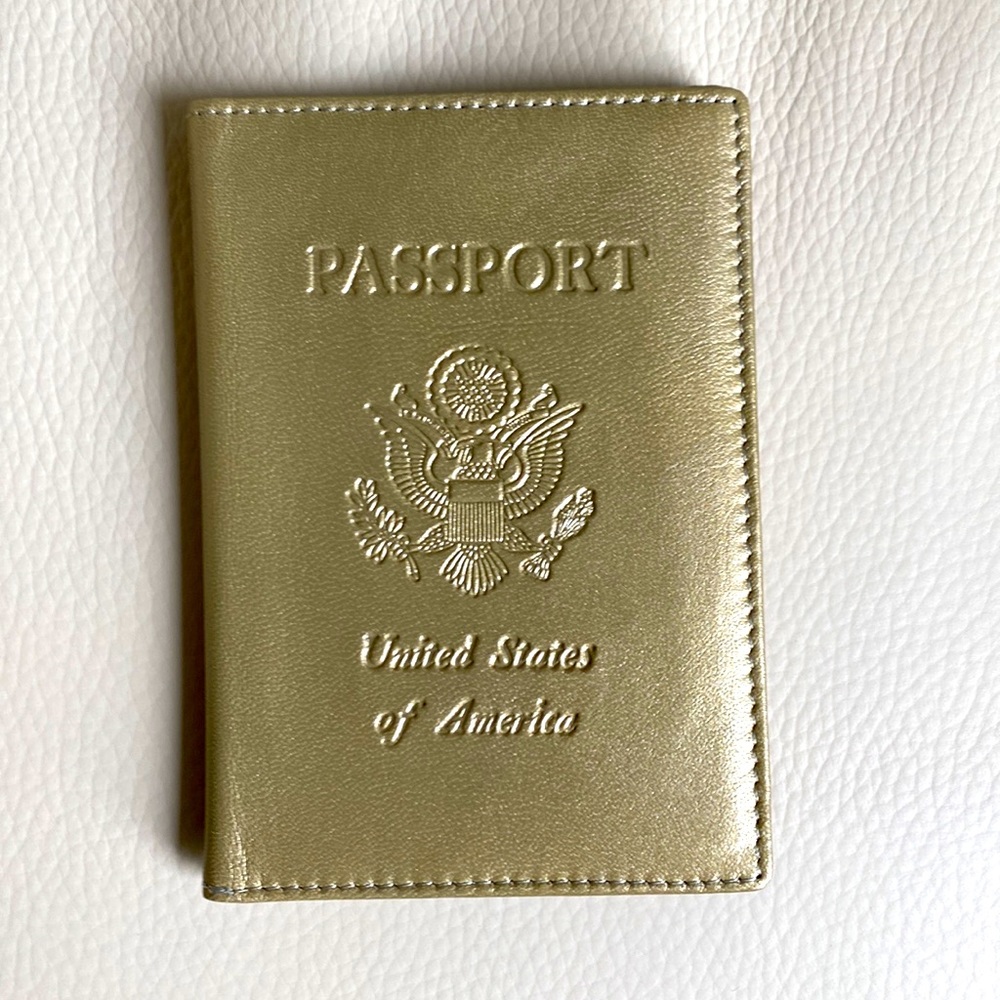 PASSPORT
United States
of America